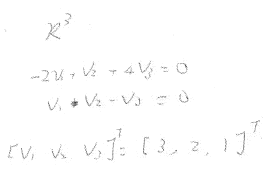 R³
-2V₁ + V₂ + 4V₃ = 0
V₁ + V₂ - V₃ = 0
[V₁ V₂ V₃]ᵀ = [3, 2, 1]ᵀ